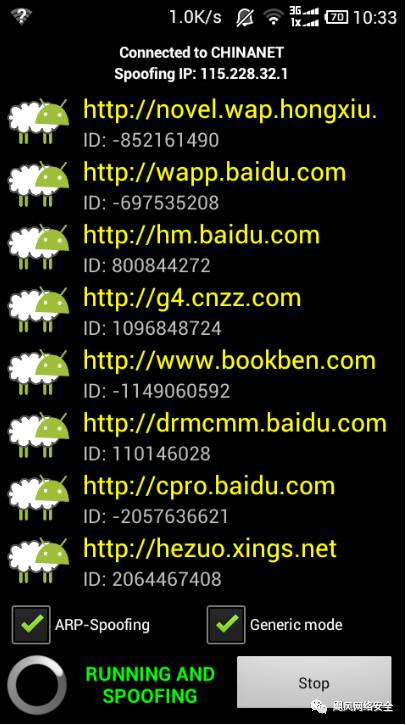 1.0K/s 3G 1X 70 10:33
Connected to CHINANET
Spoofing IP: 115.228.32.1
http://novel.wap.hongxiu.
ID: -852161490
http://wapp.baidu.com
ID: -697535208
http://hm.baidu.com
ID: 800844272
http://g4.cnzz.com
ID: 1096848724
http://www.bookben.com
ID: -1149060592
http://drmcmm.baidu.com
ID: 110146028
http://cpro.baidu.com
ID: -2057636621
http://hezuo.xings.net
ID: 2064467408
ARP-Spoofing Generic mode
RUNNING AND
SPOOFING
Stop
飓风网络安全